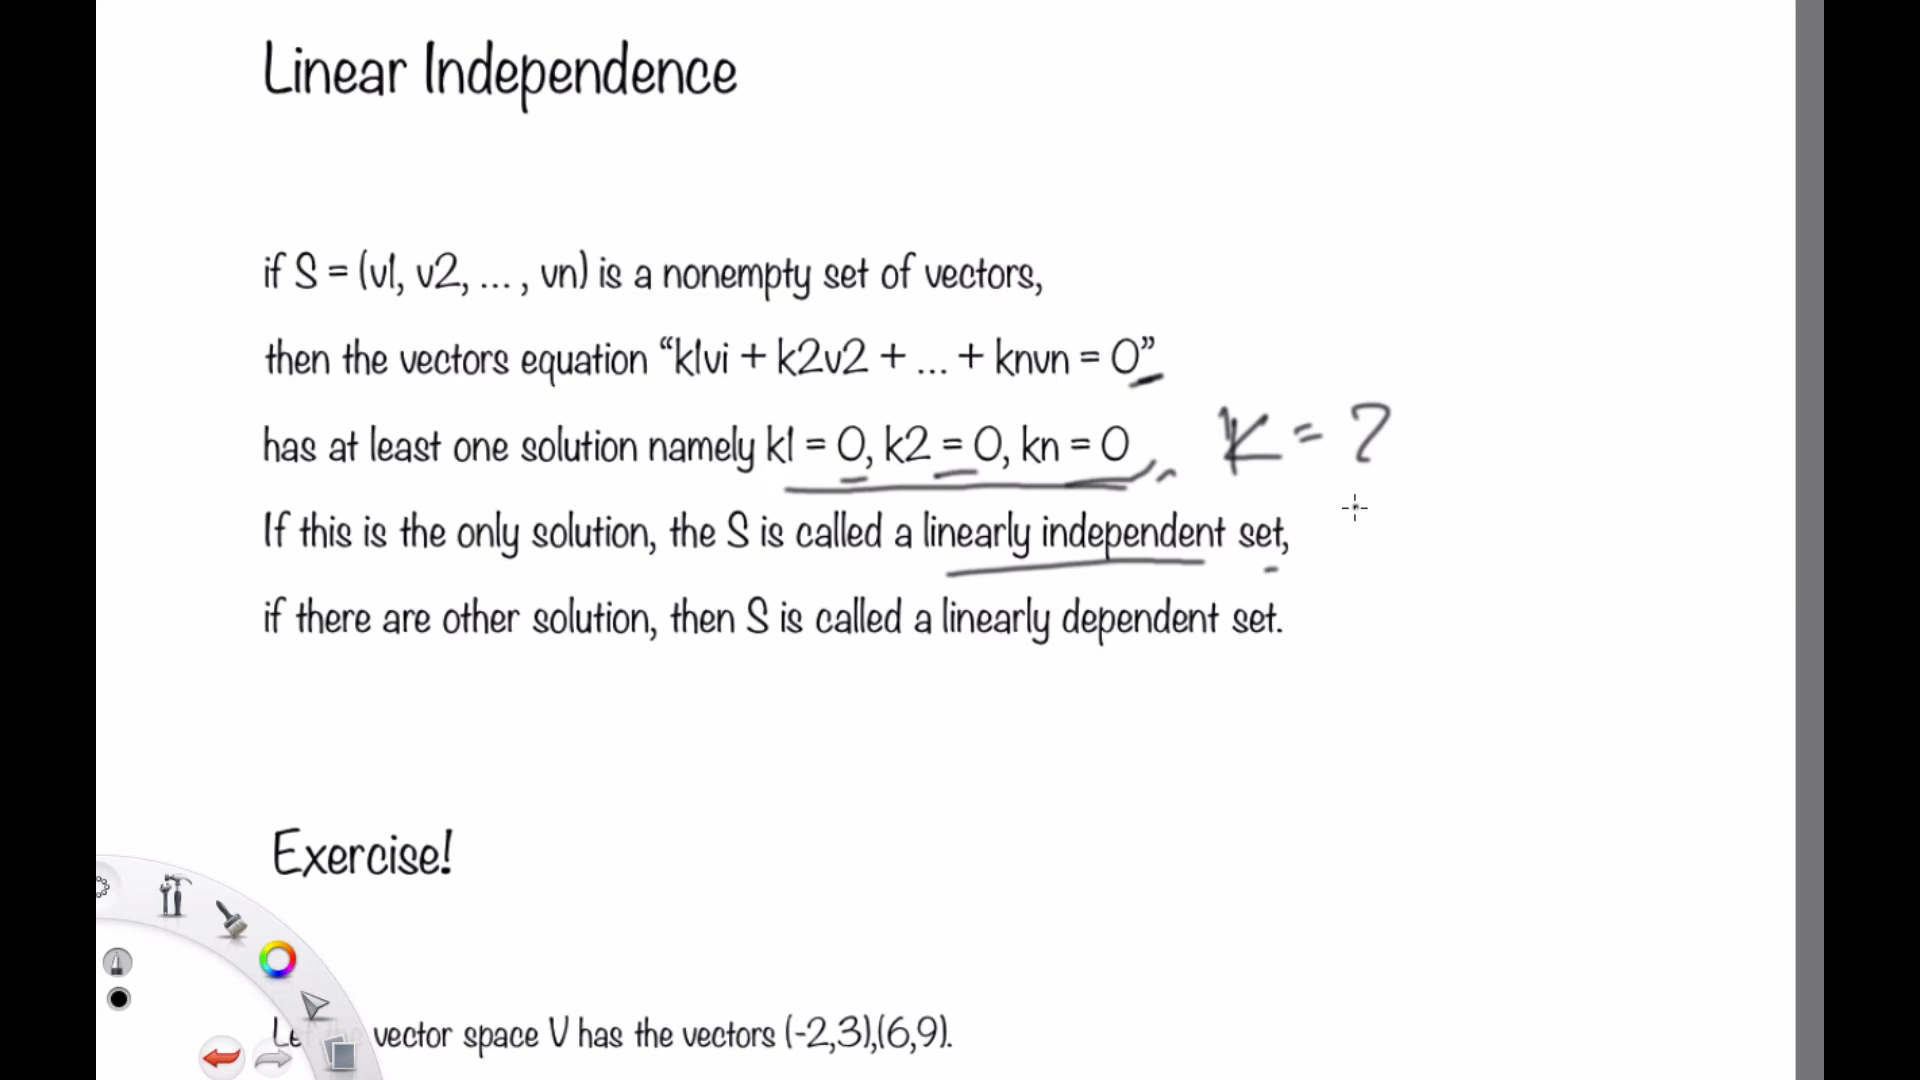 Linear Independence
if S = (v1, v2, ... , vn) is a nonempty set of vectors,
then the vectors equation “k1vi + k2v2 + ... + knvn = 0”
has at least one solution namely k1 = 0, k2 = 0, kn = 0
K = ?
If this is the only solution, the S is called a linearly independent set,
if there are other solution, then S is called a linearly dependent set.
Exercise!
vector space V has the vectors (-2,3),(6,9).